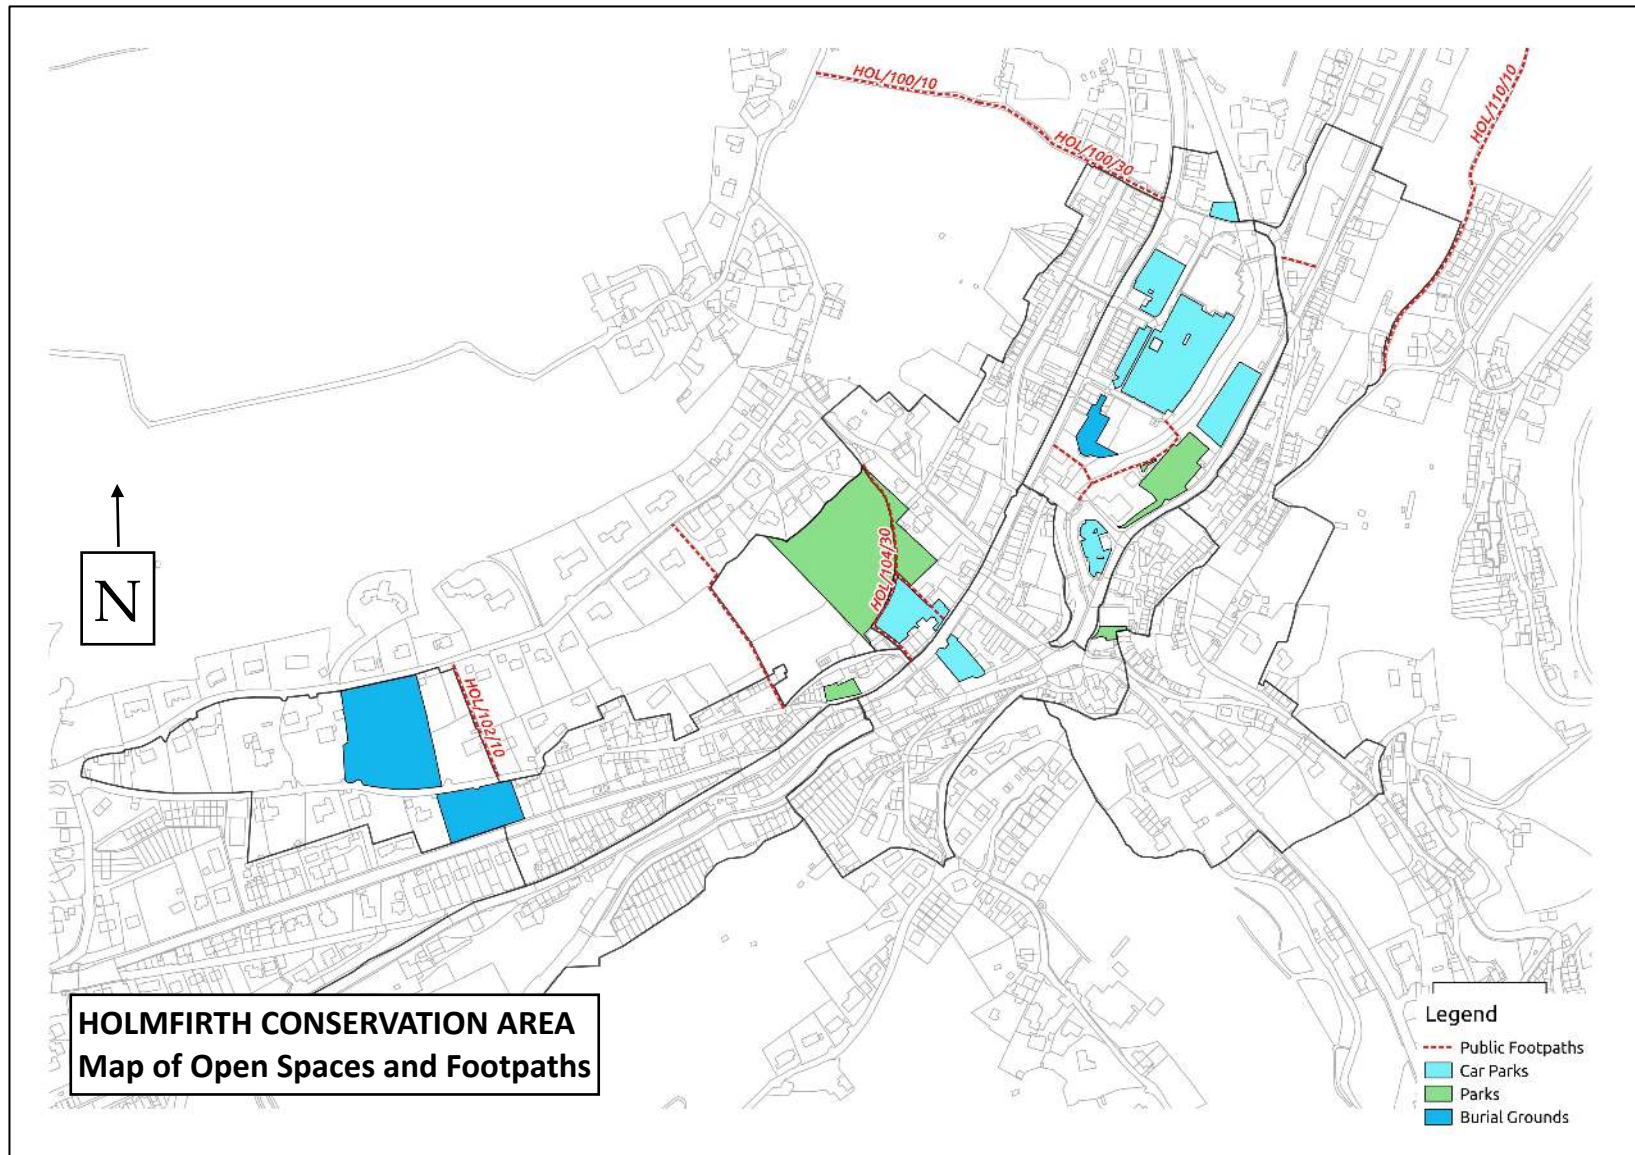 HOL/100/10
HOL/100/30
HOL/110/10
HOL/104/30
HOL/102/10
N
HOLMFIRTH CONSERVATION AREA
Map of Open Spaces and Footpaths
Legend
Public Footpaths
Car Parks
Parks
Burial Grounds